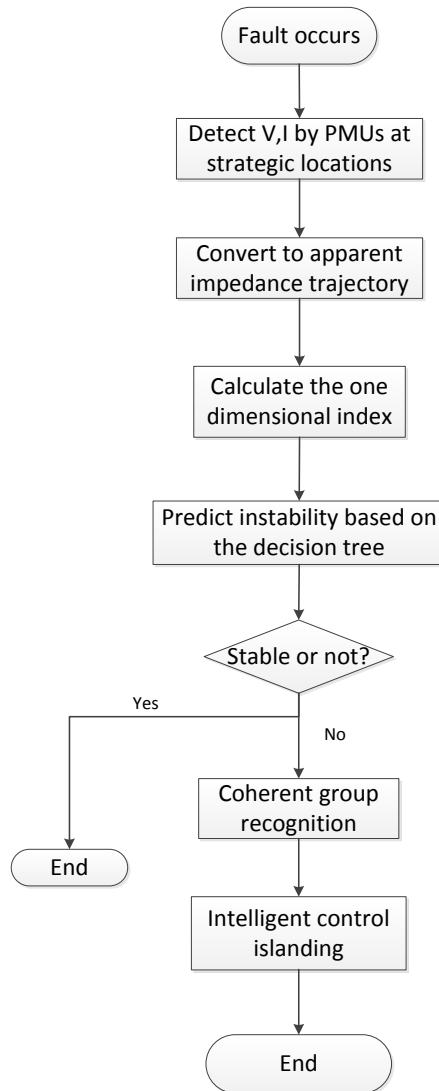 Fault occurs
Detect V,I by PMUs at
strategic locations
Convert to apparent
impedance trajectory
Calculate the one
dimensional index
Predict instability based on
the decision tree
Stable or not?
Yes
No
Coherent group
recognition
End
Intelligent control
islanding
End